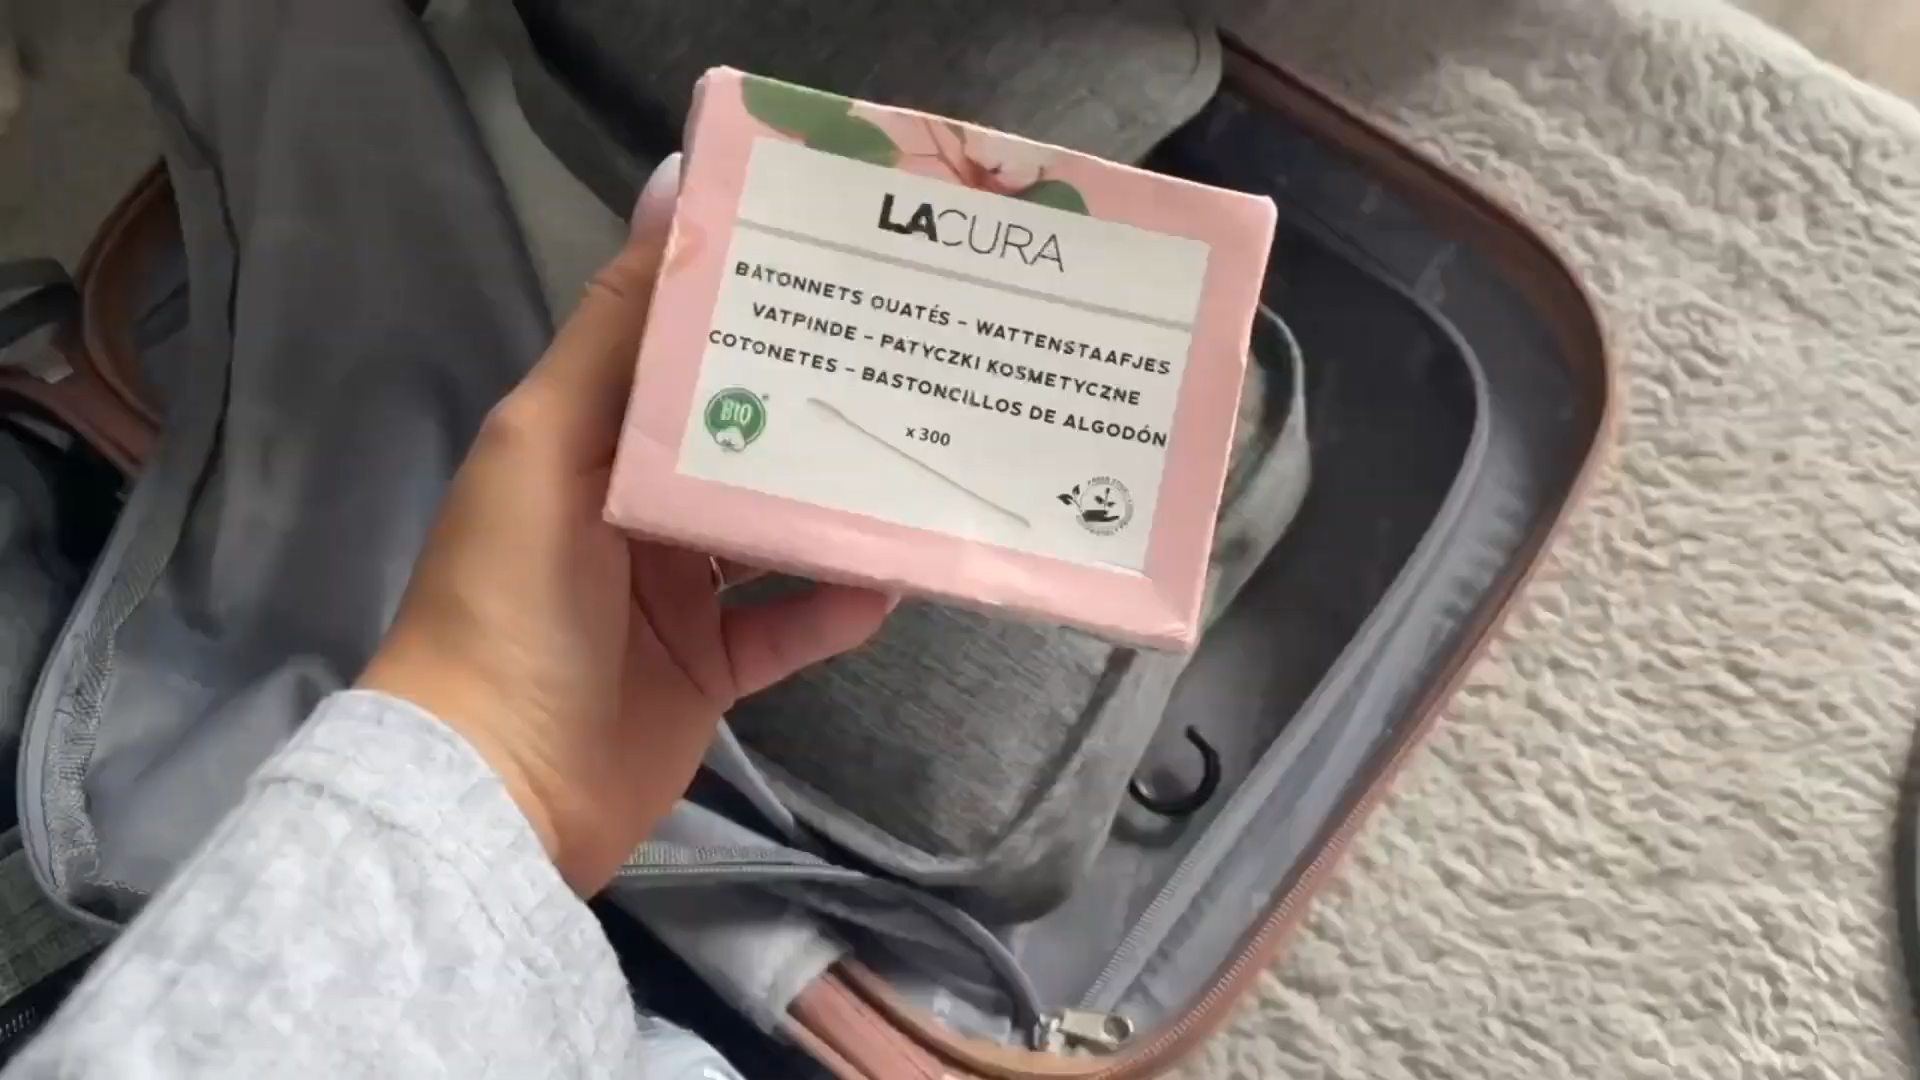 LACURA
BÂTONNETS OUATÉS - WATTENSTAAFJES
VATPINDE - PATYCZKI KOSMETYCZNE
COTONETES - BASTONCILLOS DE ALGODÓN
x 300
BIO